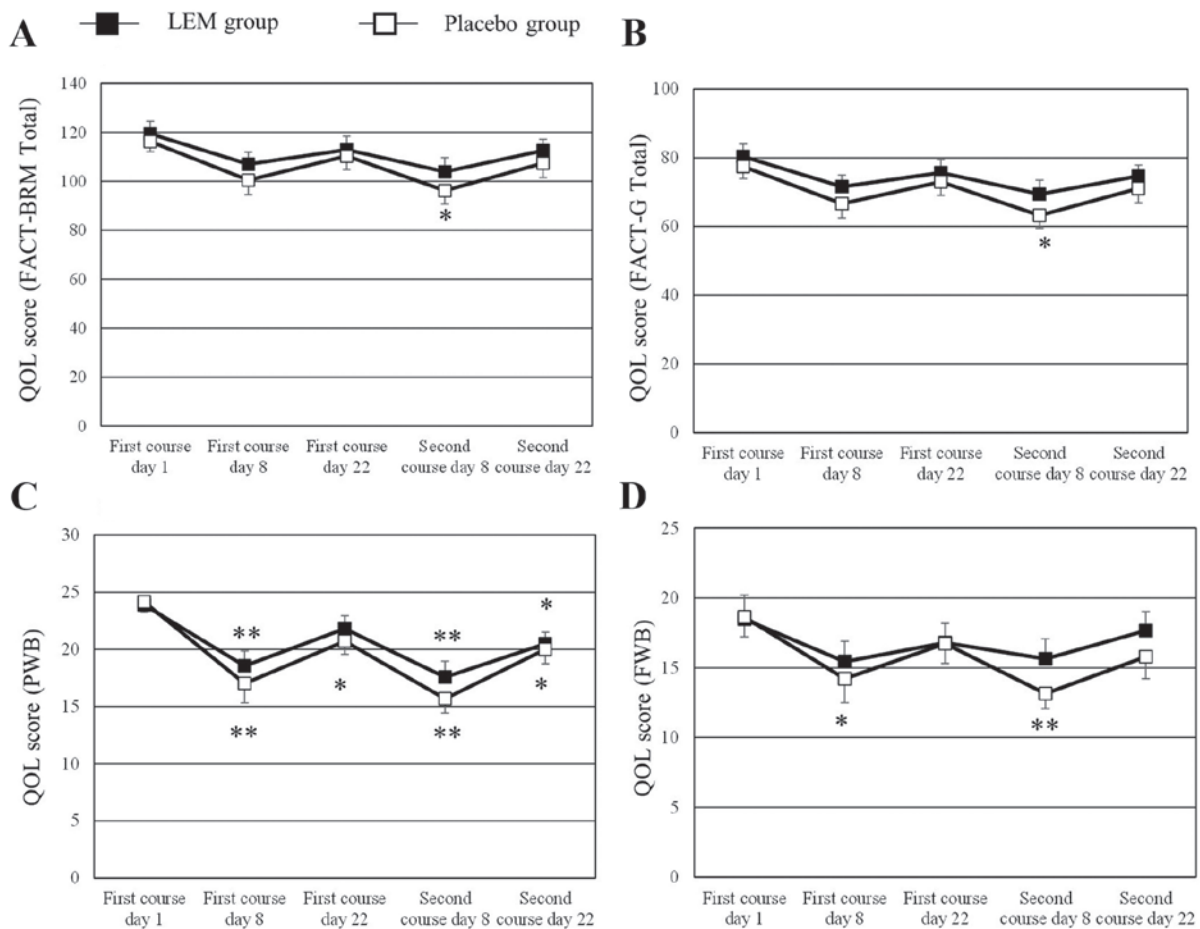 A
LEM group
Placebo group
B
QOL score (FACT-BRM Total)
140
120
100
80
60
40
20
0
*
First course day 1
First course day 8
First course day 22
Second course day 8
Second course day 22
QOL score (FACT-G Total)
100
80
60
40
20
0
*
First course day 1
First course day 8
First course day 22
Second course day 8
Second course day 22
C
QOL score (PWB)
30
25
20
15
10
5
0
**
**
*
**
**
*
*
First course day 1
First course day 8
First course day 22
Second course day 8
Second course day 22
D
QOL score (FWB)
25
20
15
10
5
0
*
**
First course day 1
First course day 8
First course day 22
Second course day 8
Second course day 22